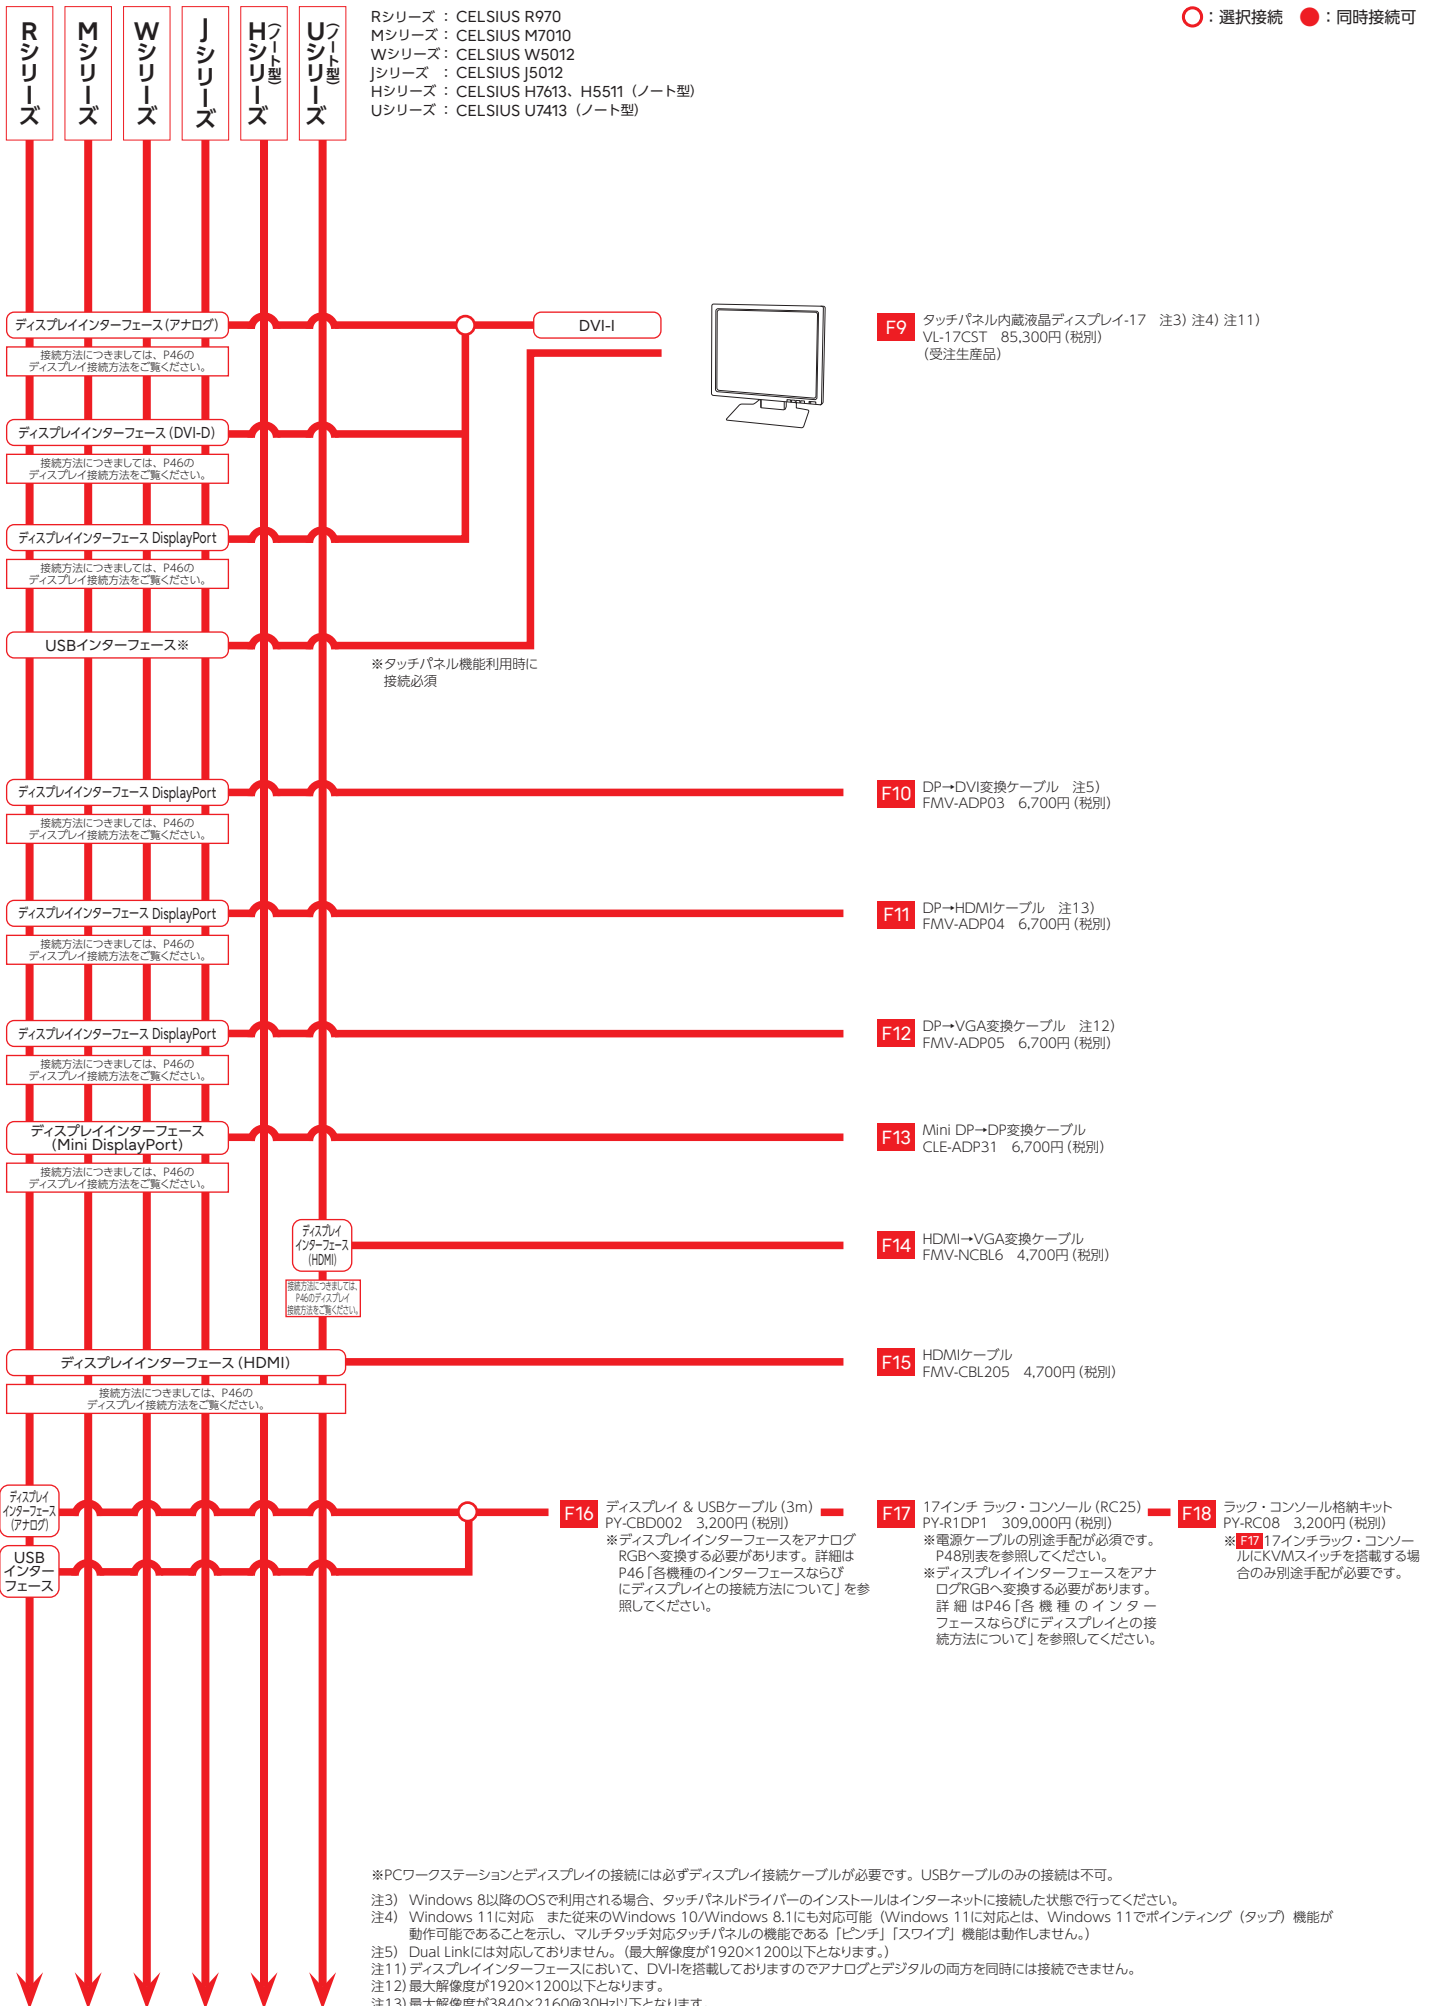 Rシリーズ
Mシリーズ
Wシリーズ
Jシリーズ
Hシリーズ(ノート型)
Uシリーズ(ノート型)
Rシリーズ : CELSIUS R970
Mシリーズ : CELSIUS M7010
Wシリーズ : CELSIUS W5012
Jシリーズ : CELSIUS J5012
Hシリーズ : CELSIUS H7613、H5511（ノート型）
Uシリーズ : CELSIUS U7413（ノート型）
○：選択接続 ●：同時接続可
ディスプレイインターフェース(アナログ)
接続方法につきましては、P46の
ディスプレイ接続方法をご覧ください。
DVI-I
F9 タッチパネル内蔵液晶ディスプレイ-17 注3) 注4) 注11)
VL-17CST 85,300円(税別)
(受注生産品)
ディスプレイインターフェース(DVI-D)
接続方法につきましては、P46の
ディスプレイ接続方法をご覧ください。
ディスプレイインターフェース DisplayPort
接続方法につきましては、P46の
ディスプレイ接続方法をご覧ください。
USBインターフェース※
※タッチパネル機能利用時に
接続必須
ディスプレイインターフェース DisplayPort
接続方法につきましては、P46の
ディスプレイ接続方法をご覧ください。
F10 DP→DVI変換ケーブル 注5)
FMV-ADP03 6,700円(税別)
ディスプレイインターフェース DisplayPort
接続方法につきましては、P46の
ディスプレイ接続方法をご覧ください。
F11 DP→HDMIケーブル 注13)
FMV-ADP04 6,700円(税別)
ディスプレイインターフェース DisplayPort
接続方法につきましては、P46の
ディスプレイ接続方法をご覧ください。
F12 DP→VGA変換ケーブル 注12)
FMV-ADP05 6,700円(税別)
ディスプレイインターフェース
(Mini DisplayPort)
接続方法につきましては、P46の
ディスプレイ接続方法をご覧ください。
F13 Mini DP→DP変換ケーブル
CLE-ADP31 6,700円(税別)
ディスプレイ
インターフェース
(HDMI)
接続方法につきましては、
P46のディスプレイ
接続方法をご覧ください。
F14 HDMI→VGA変換ケーブル
FMV-NCBL6 4,700円(税別)
ディスプレイインターフェース(HDMI)
接続方法につきましては、P46の
ディスプレイ接続方法をご覧ください。
F15 HDMIケーブル
FMV-CBL205 4,700円(税別)
ディスプレイ
インターフェース
(アナログ)
USB
インター
フェース
F16 ディスプレイ & USBケーブル(3m)
PY-CBD002 3,200円(税別)
※ディスプレイインターフェースをアナログ
RGBへ変換する必要があります。詳細は
P46「各機種のインターフェースならび
にディスプレイとの接続方法について」を参
照してください。
F17 17インチ ラック・コンソール(RC25)
PY-R1DP1 309,000円(税別)
※電源ケーブルの別途手配が必須です。
P48別表を参照してください。
※ディスプレイインターフェースをアナ
ログRGBへ変換する必要があります。
詳細はP46「各機種のインター
フェースならびにディスプレイとの接
続方法について」を参照してください。
F18 ラック・コンソール格納キット
PY-RC08 3,200円(税別)
※F17 17インチラック・コンソー
ルにKVMスイッチを搭載する場
合のみ別途手配が必要です。
※PCワークステーションとディスプレイの接続には必ずディスプレイ接続ケーブルが必要です。USBケーブルのみの接続は不可。
注3) Windows 8以降のOSで利用される場合、タッチパネルドライバーのインストールはインターネットに接続した状態で行ってください。
注4) Windows 11に対応 また従来のWindows 10/Windows 8.1にも対応可能（Windows 11に対応とは、Windows 11でポインティング（タップ）機能が
動作可能であることを示し、マルチタッチ対応タッチパネルの機能である「ピンチ」「スワイプ」機能は動作しません。）
注5) Dual Linkには対応しておりません。（最大解像度が1920×1200以下となります。）
注11) ディスプレイインターフェースにおいて、DVI-Iを搭載しておりますのでアナログとデジタルの両方を同時には接続できません。
注12) 最大解像度が1920×1200以下となります。
注13) 最大解像度が3840×2160@30Hz以下となります。